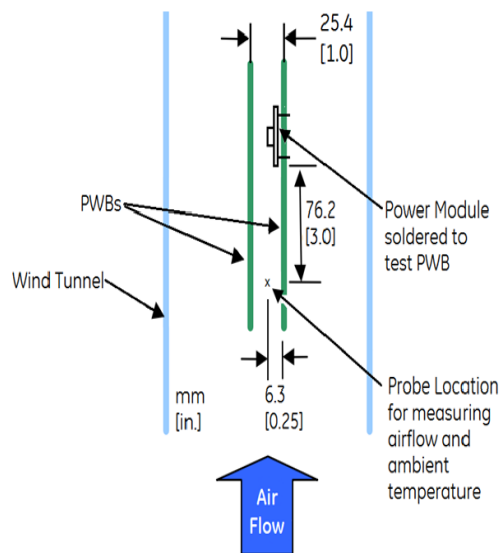 25.4
[1.0]
PWBs
76.2
[3.0]
Power Module
soldered to
test PWB
Wind Tunnel
x
mm
[in.]
6.3
[0.25]
Probe Location
for measuring
airflow and
ambient
temperature
Air
Flow